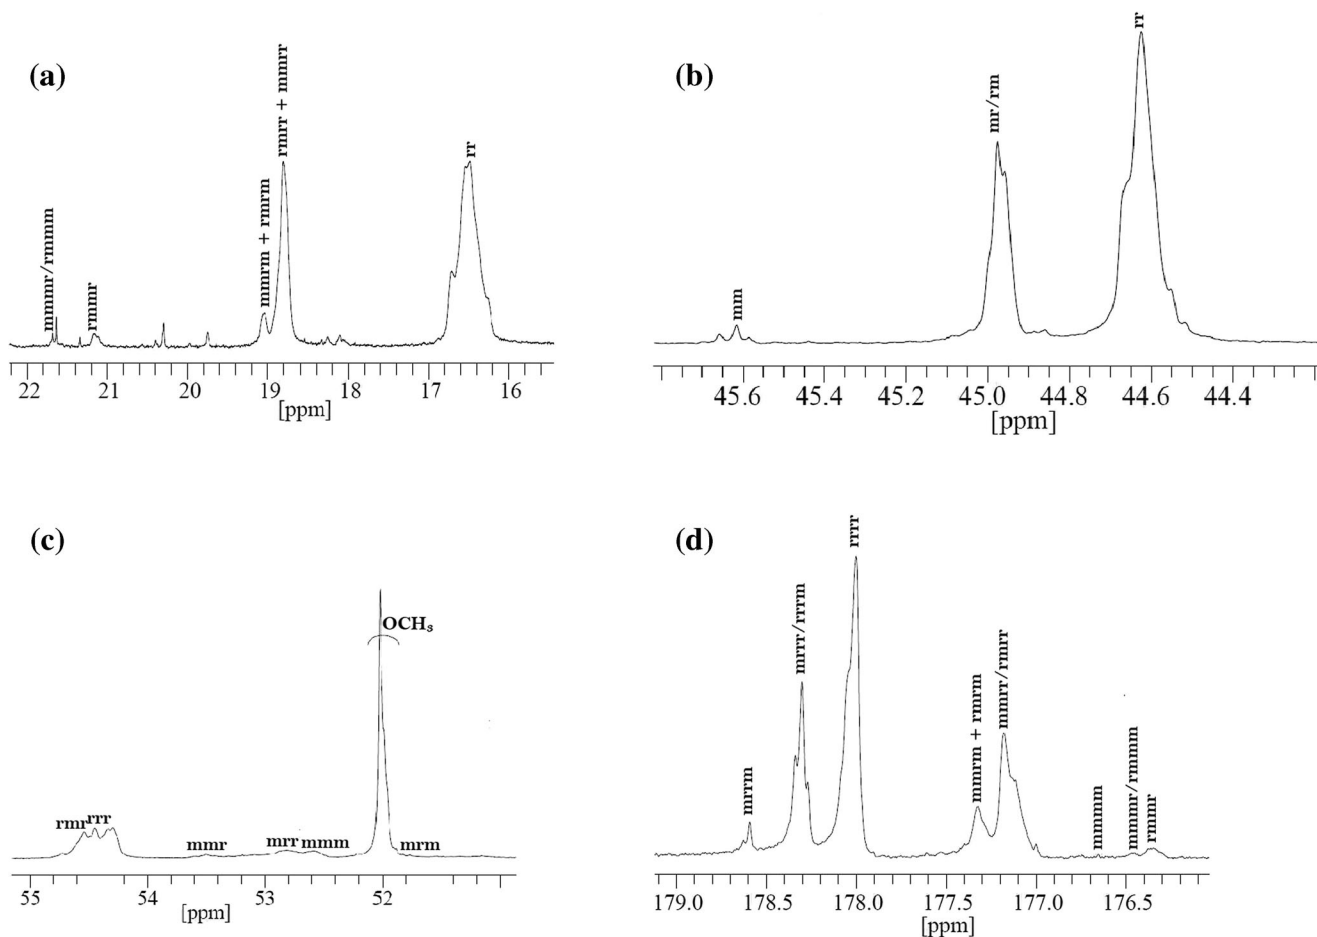 (a)
mmmr/rmmm
rmmr
mmrm + rmrm
rmrr + mmrr
rr
22 21 20 19 18 17 16
[ppm]
(b)
mm
mr/rm
rr
45.6 45.4 45.2 45.0 44.8 44.6 44.4
[ppm]
(c)
rmr
rrr
mmr
mrr
mmm
OCH₃
mrm
55 54 53 52
[ppm]
(d)
mrrm
mrrr/rrrm
rrrr
mmrm + rmrm
mmrr/rmrr
mmmm
mmmr/rmmm
rmmr
179.0 178.5 178.0 177.5 177.0 176.5
[ppm]